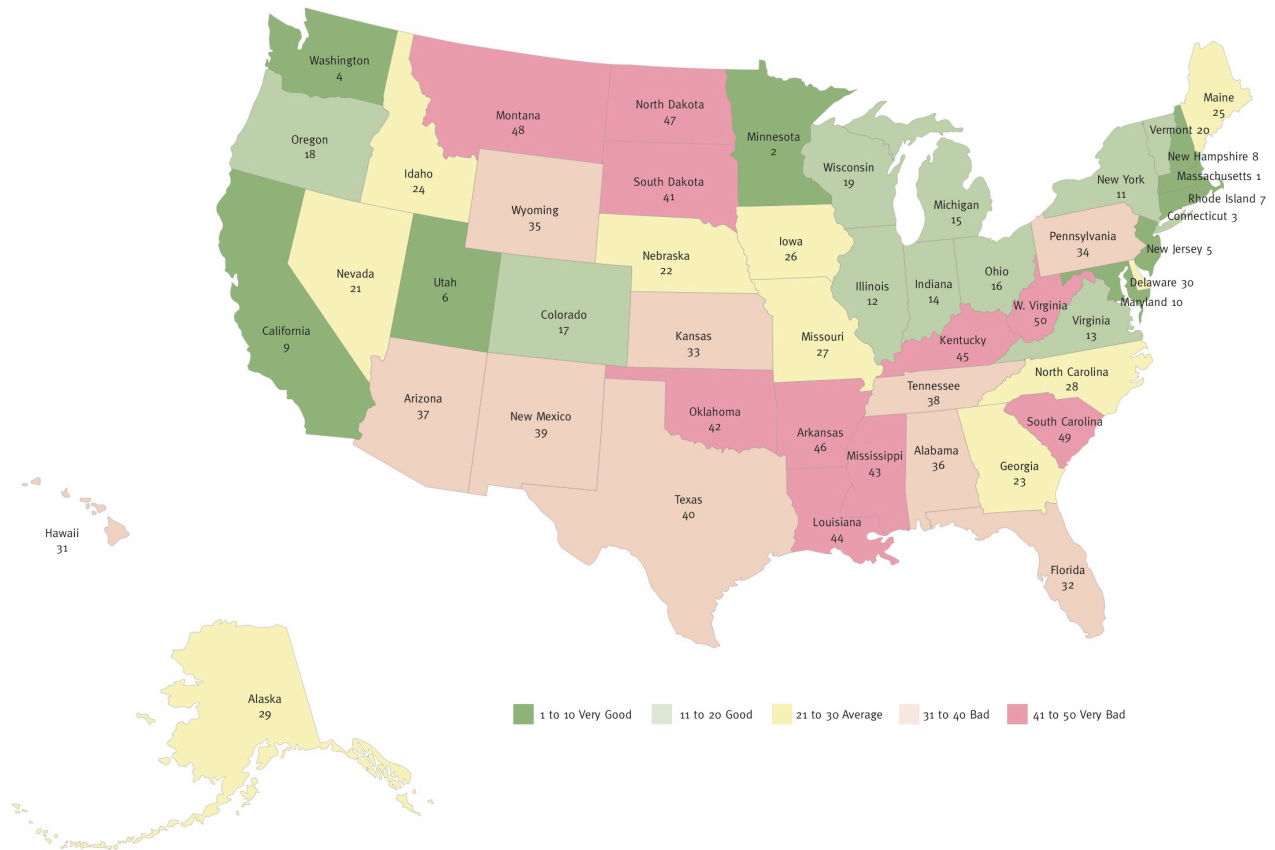 Washington
4
Oregon
18
California
9
Nevada
21
Idaho
24
Montana
48
Wyoming
35
Utah
6
Colorado
17
Arizona
37
New Mexico
39
North Dakota
47
South Dakota
41
Nebraska
22
Kansas
33
Oklahoma
42
Texas
40
Minnesota
2
Iowa
26
Missouri
27
Arkansas
46
Louisiana
44
Wisconsin
19
Illinois
12
Michigan
15
Indiana
14
Ohio
16
Kentucky
45
Tennessee
38
Mississippi
43
Alabama
36
Georgia
23
Florida
32
South Carolina
49
North Carolina
28
Virginia
13
W. Virginia
50
Pennsylvania
34
New York
11
Maine
25
Vermont 20
New Hampshire 8
Massachusetts 1
Rhode Island 7
Connecticut 3
New Jersey 5
Delaware 30
Maryland 10
Hawaii
31
Alaska
29
1 to 10 Very Good
11 to 20 Good
21 to 30 Average
31 to 40 Bad
41 to 50 Very Bad